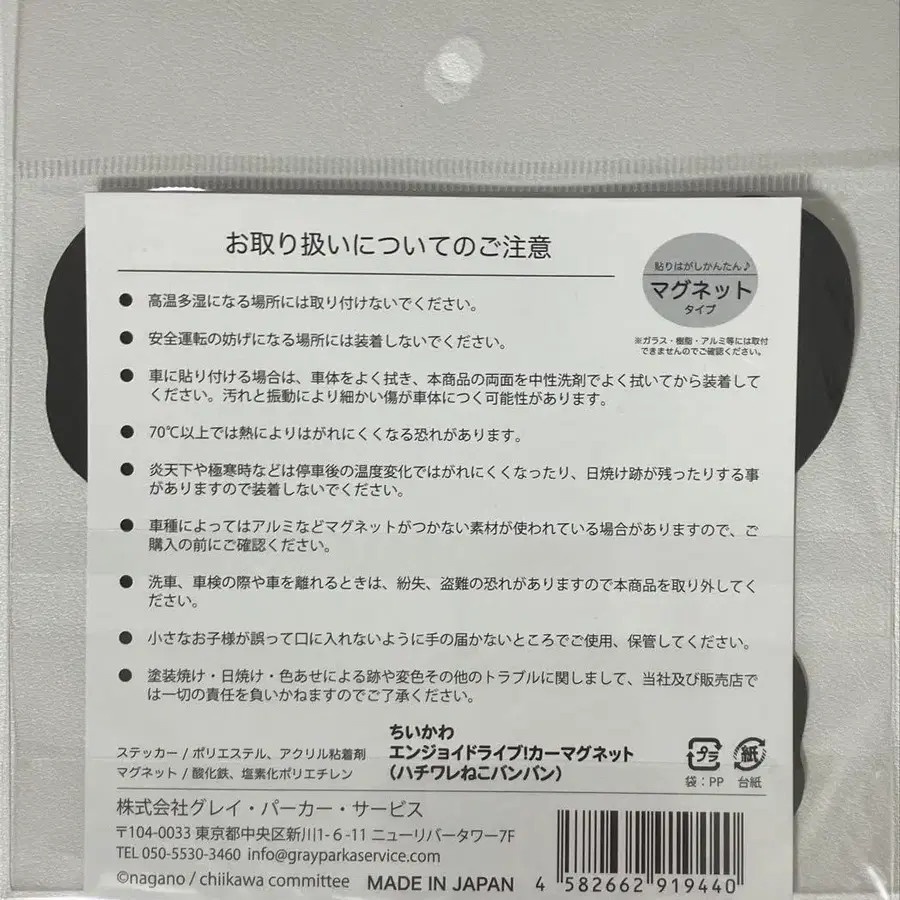 お取り扱いについてのご注意
貼りはがしかんたん♪
マグネット
タイプ
※ガラス・樹脂・アルミ等には取付
できませんのでご確認ください。
● 高温多湿になる場所には取り付けないでください。
● 安全運転の妨げになる場所には装着しないでください。
● 車に貼り付ける場合は、車体をよく拭き、本商品の両面を中性洗剤でよく拭いてから装着して
ください。汚れと振動により細かい傷が車体につく可能性があります。
● 70℃以上では熱によりはがれにくくなる恐れがあります。
● 炎天下や極寒時などは停車後の温度変化ではがれにくくなったり、日焼け跡が残ったりする事
がありますので装着しないでください。
● 車種によってはアルミなどマグネットがつかない素材が使われている場合がありますので、ご
購入の前にご確認ください。
● 洗車、車検の際や車を離れるときは、紛失、盗難の恐れがありますので本商品を取り外してく
ださい。
● 小さなお子様が誤って口に入れないように手の届かないところでご使用、保管してください。
● 塗装焼け・日焼け・色あせによる跡や変色その他のトラブルに関しまして、当社及び販売店で
は一切の責任を負いかねますのでご了承ください。
ステッカー / ポリエステル、アクリル粘着剤
マグネット / 酸化鉄、塩素化ポリエチレン
ちいかわ
エンジョイドライブ!カーマグネット
(ハチワレねこバンバン)
プラ
袋:PP
紙
台紙
株式会社グレイ・パーカー・サービス
〒104-0033 東京都中央区新川1-6-11 ニューリバータワー7F
TEL 050-5530-3460 info@grayparkaservice.com
©nagano / chiikawa committee MADE IN JAPAN
4 582662 919440